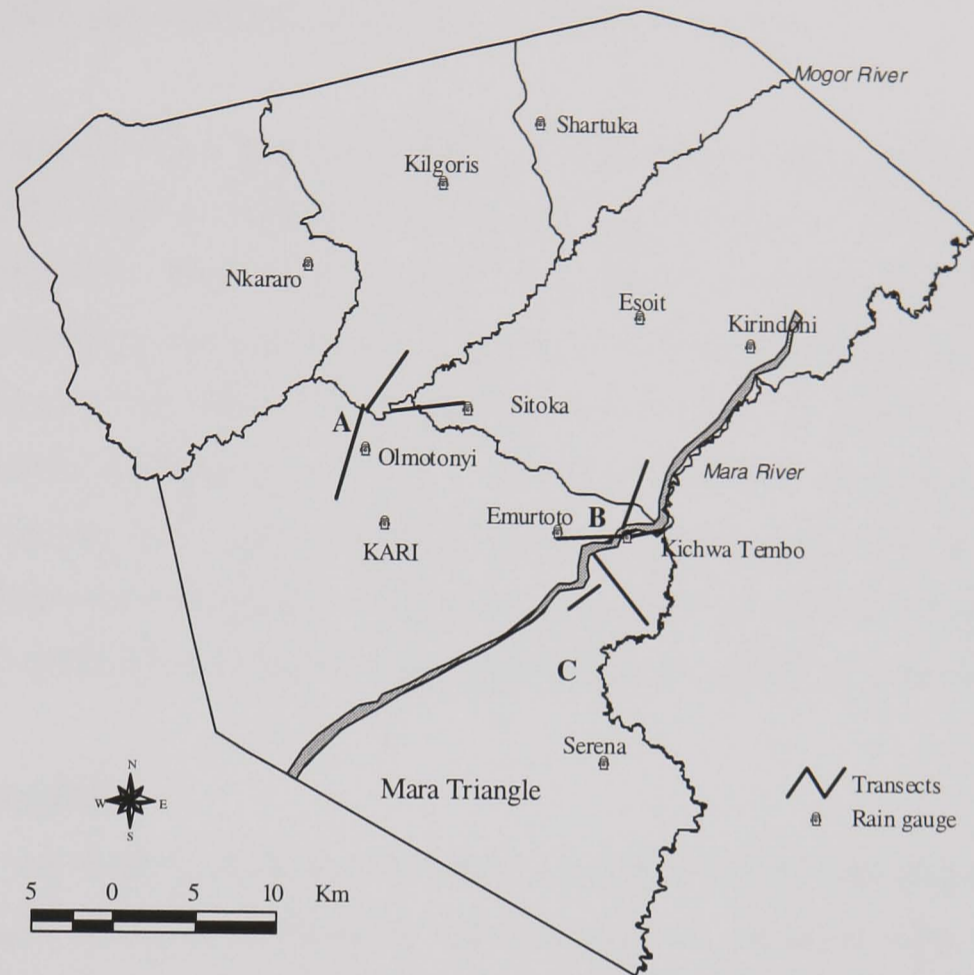 Mogor River
Shartuka
Kilgoris
Nkararo
Esoit
Kirindoni
Sitoka
A
Olmotonyi
Mara River
Emurtoto
B
KARI
Kichwa Tembo
C
Serena
Mara Triangle
N
W E
S
Transects
Rain gauge
5 0 5 10 Km